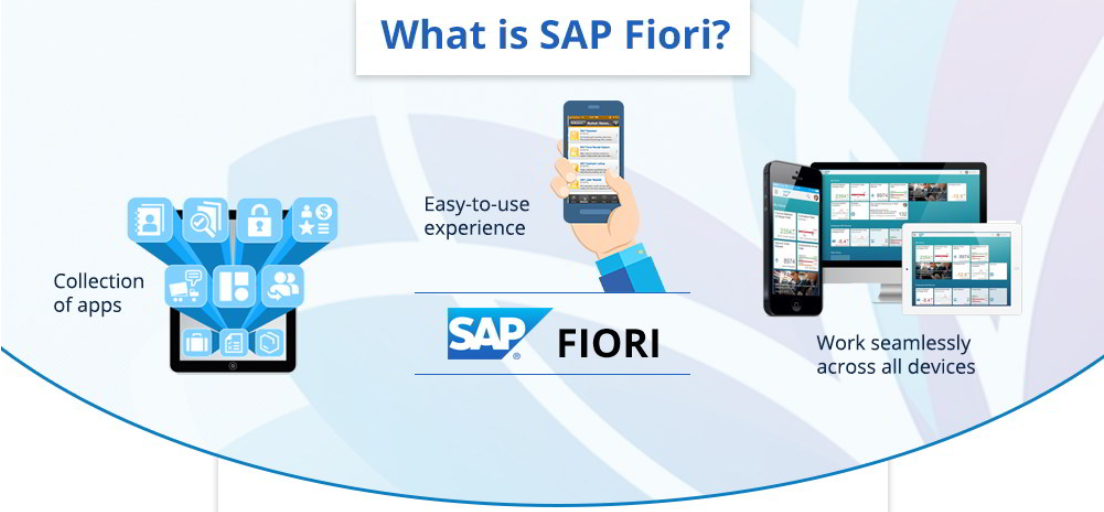 What is SAP Fiori?
Easy-to-use
experience
Collection
of apps
SAP ® FIORI
Work seamlessly
across all devices